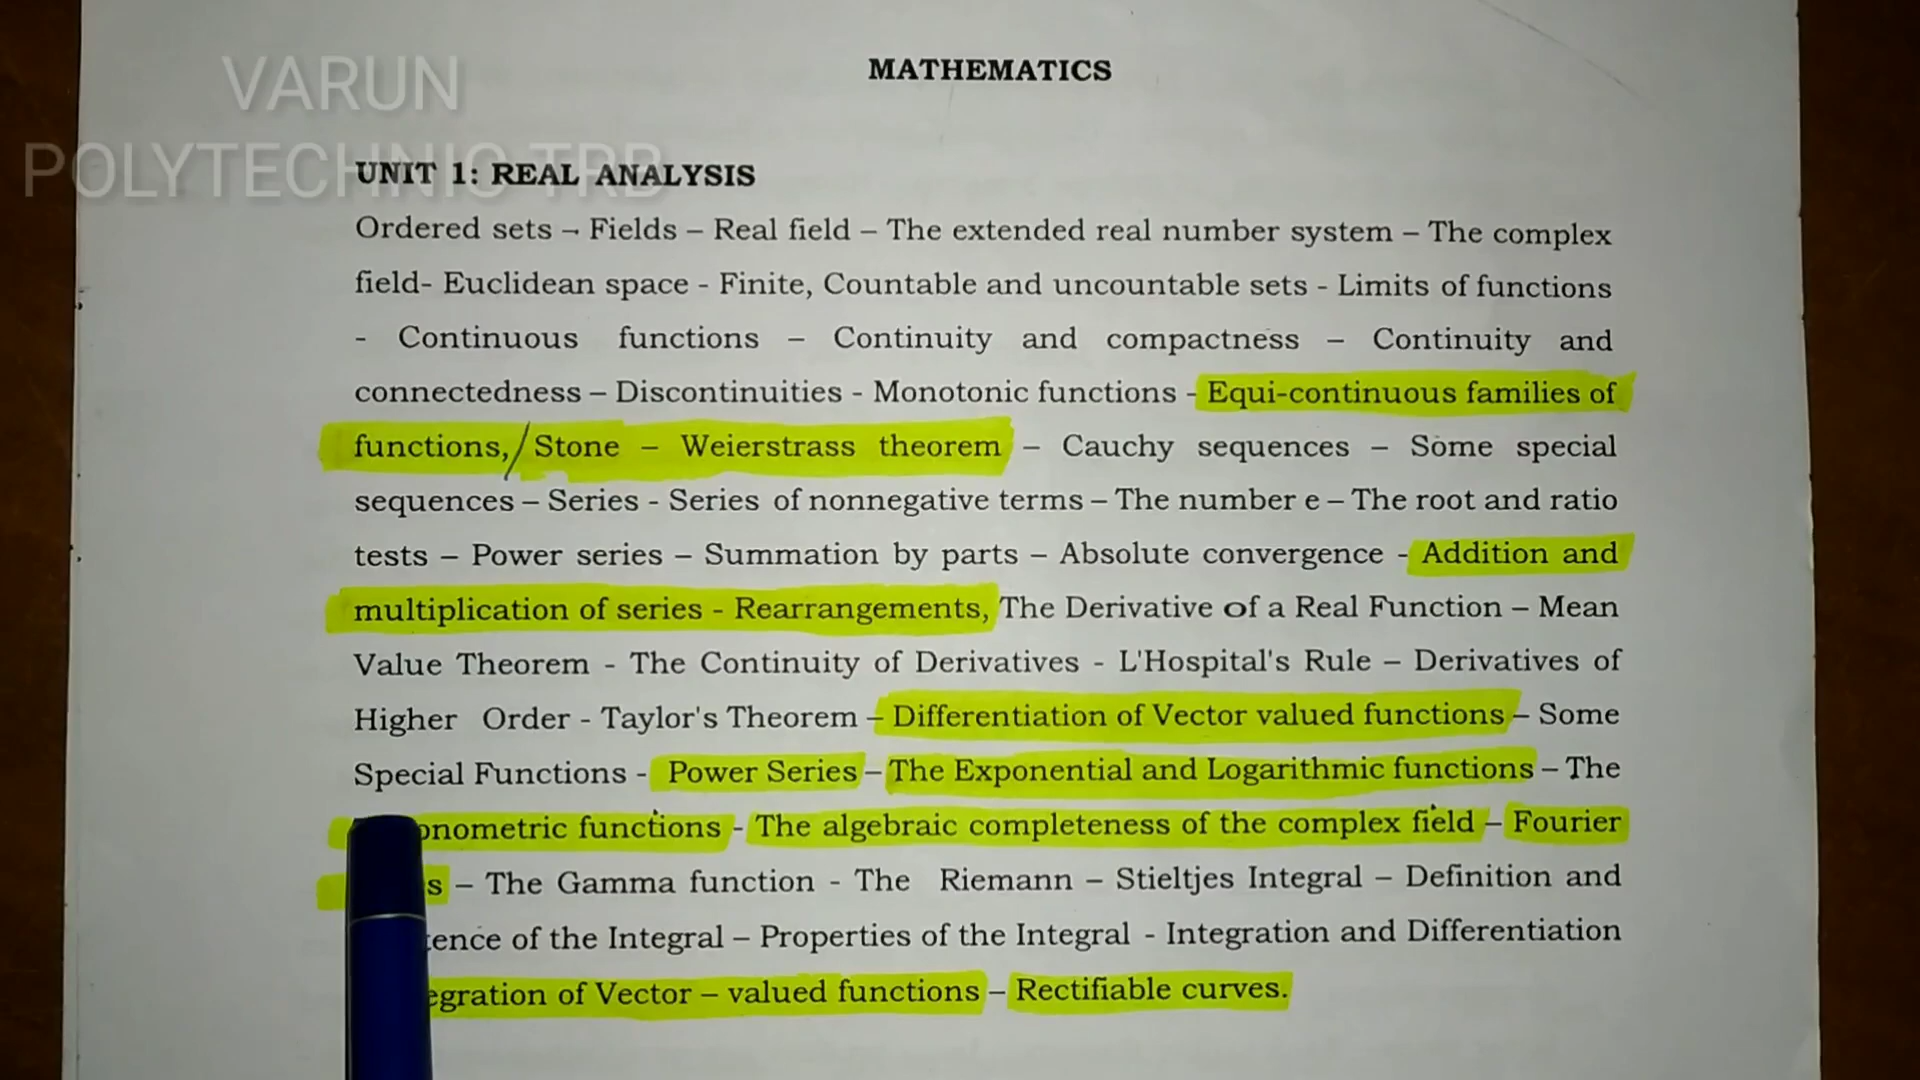 VARUN
POLYTECHNIC TRB
MATHEMATICS
UNIT 1: REAL ANALYSIS
Ordered sets – Fields – Real field – The extended real number system – The complex
field- Euclidean space - Finite, Countable and uncountable sets - Limits of functions
- Continuous functions – Continuity and compactness – Continuity and
connectedness – Discontinuities - Monotonic functions - Equi-continuous families of
functions,/ Stone – Weierstrass theorem – Cauchy sequences – Some special
sequences – Series - Series of nonnegative terms – The number e – The root and ratio
tests – Power series – Summation by parts – Absolute convergence - Addition and
multiplication of series - Rearrangements, The Derivative of a Real Function – Mean
Value Theorem - The Continuity of Derivatives - L'Hospital's Rule – Derivatives of
Higher Order - Taylor's Theorem – Differentiation of Vector valued functions – Some
Special Functions - Power Series – The Exponential and Logarithmic functions – The
functions - The algebraic completeness of the complex field – Fourier
– The Gamma function - The Riemann – Stieltjes Integral – Definition and
of the Integral – Properties of the Integral - Integration and Differentiation
of Vector – valued functions – Rectifiable curves.